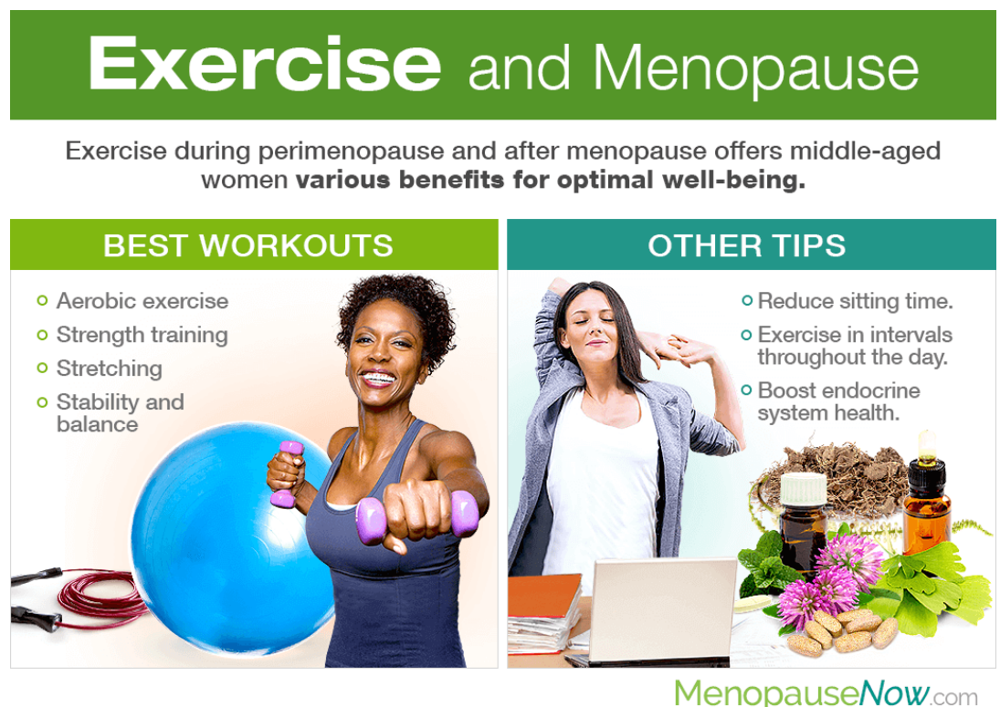 Exercise and Menopause
Exercise during perimenopause and after menopause offers middle-aged
women various benefits for optimal well-being.
BEST WORKOUTS
Aerobic exercise
Strength training
Stretching
Stability and
balance
OTHER TIPS
Reduce sitting time.
Exercise in intervals
throughout the day.
Boost endocrine
system health.
MenopauseNow.com